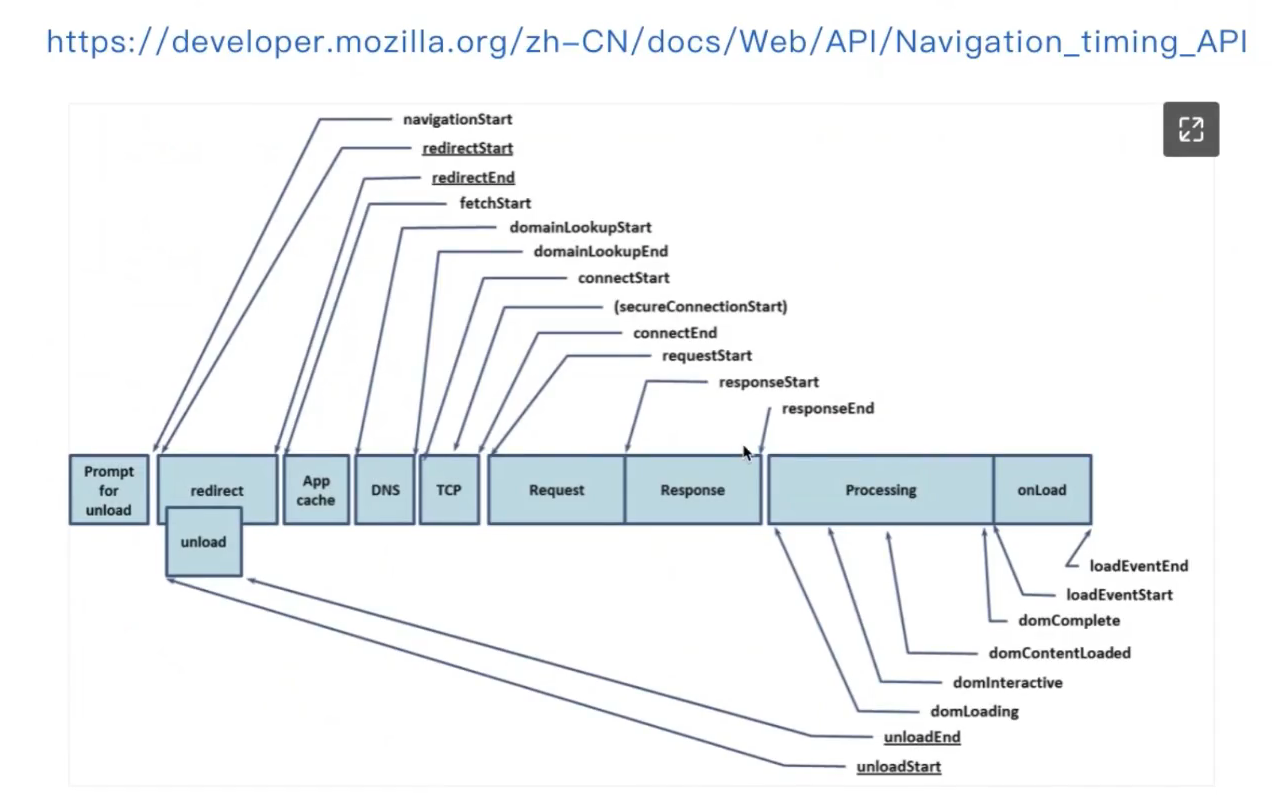 https://developer.mozilla.org/zh-CN/docs/Web/API/Navigation_timing_API
navigationStart
redirectStart
redirectEnd
fetchStart
domainLookupStart
domainLookupEnd
connectStart
(secureConnectionStart)
connectEnd
requestStart
responseStart
responseEnd
Prompt
for
unload
redirect
unload
App
cache
DNS
TCP
Request
Response
Processing
onLoad
loadEventEnd
loadEventStart
domComplete
domContentLoaded
domInteractive
domLoading
unloadEnd
unloadStart